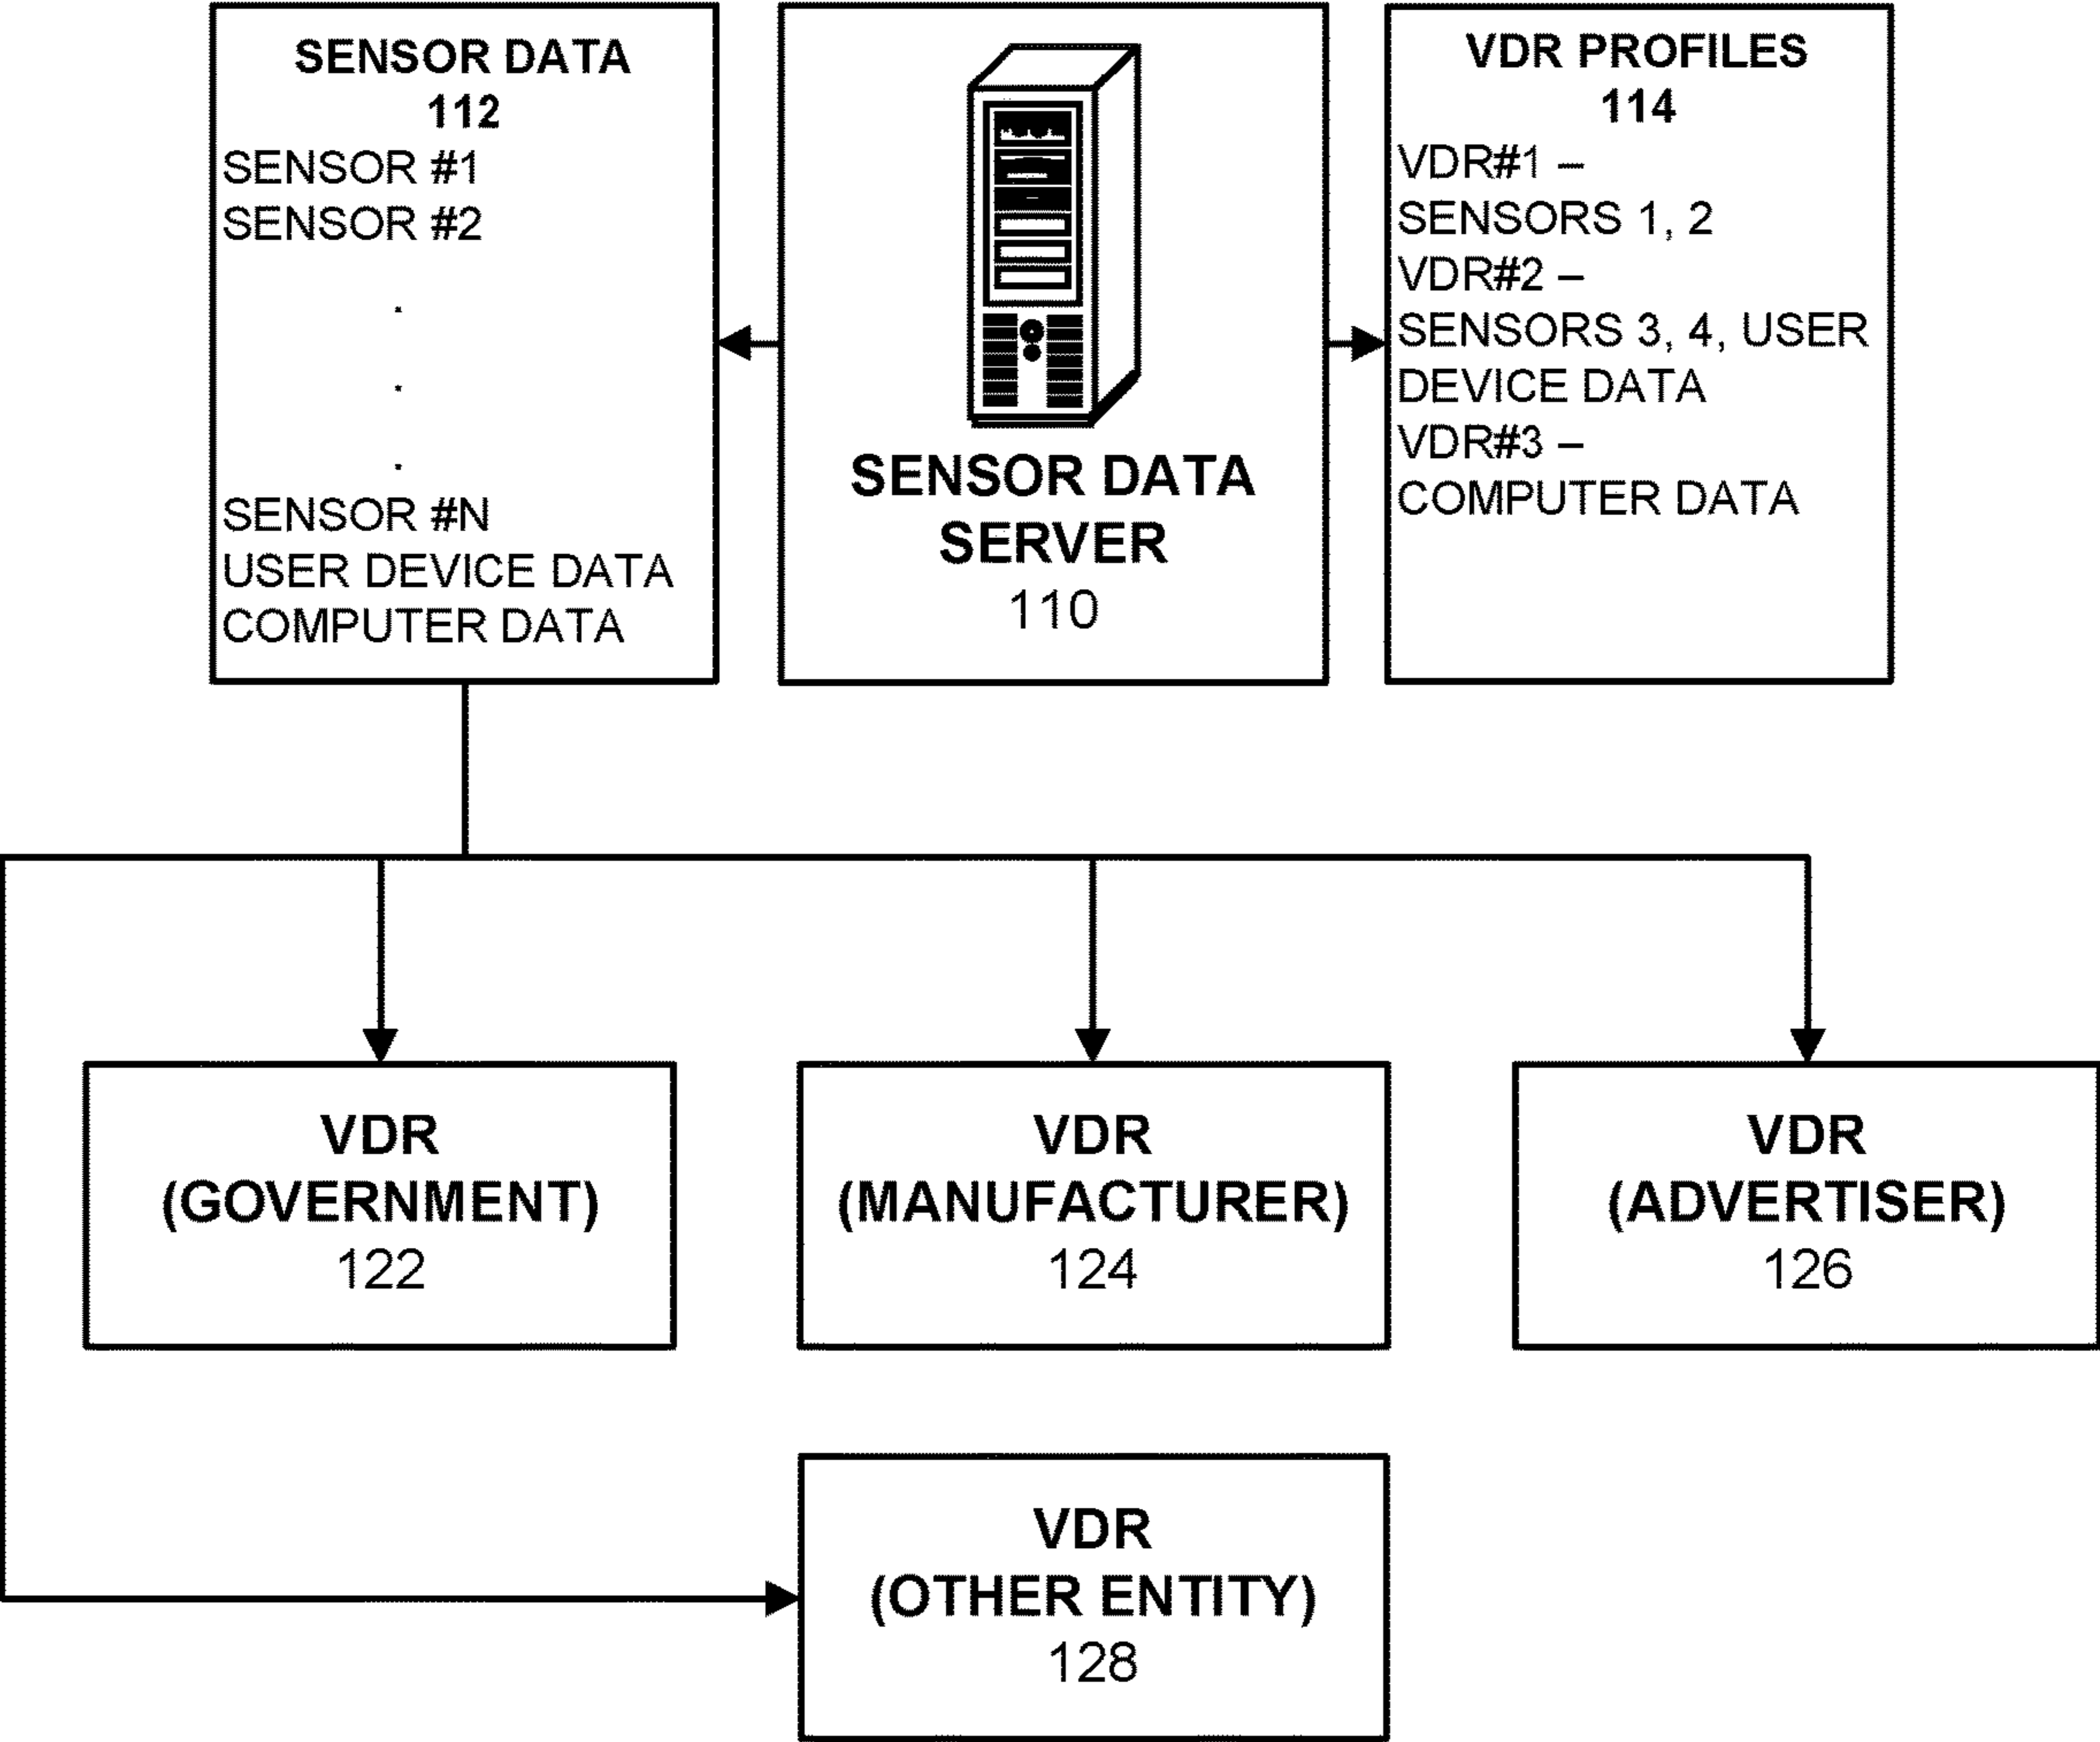 SENSOR DATA
112
SENSOR #1
SENSOR #2
.
.
.
SENSOR #N
USER DEVICE DATA
COMPUTER DATA
SENSOR DATA
SERVER
110
VDR PROFILES
114
VDR#1 –
SENSORS 1, 2
VDR#2 –
SENSORS 3, 4, USER
DEVICE DATA
VDR#3 –
COMPUTER DATA
VDR
(GOVERNMENT)
122
VDR
(MANUFACTURER)
124
VDR
(ADVERTISER)
126
VDR
(OTHER ENTITY)
128